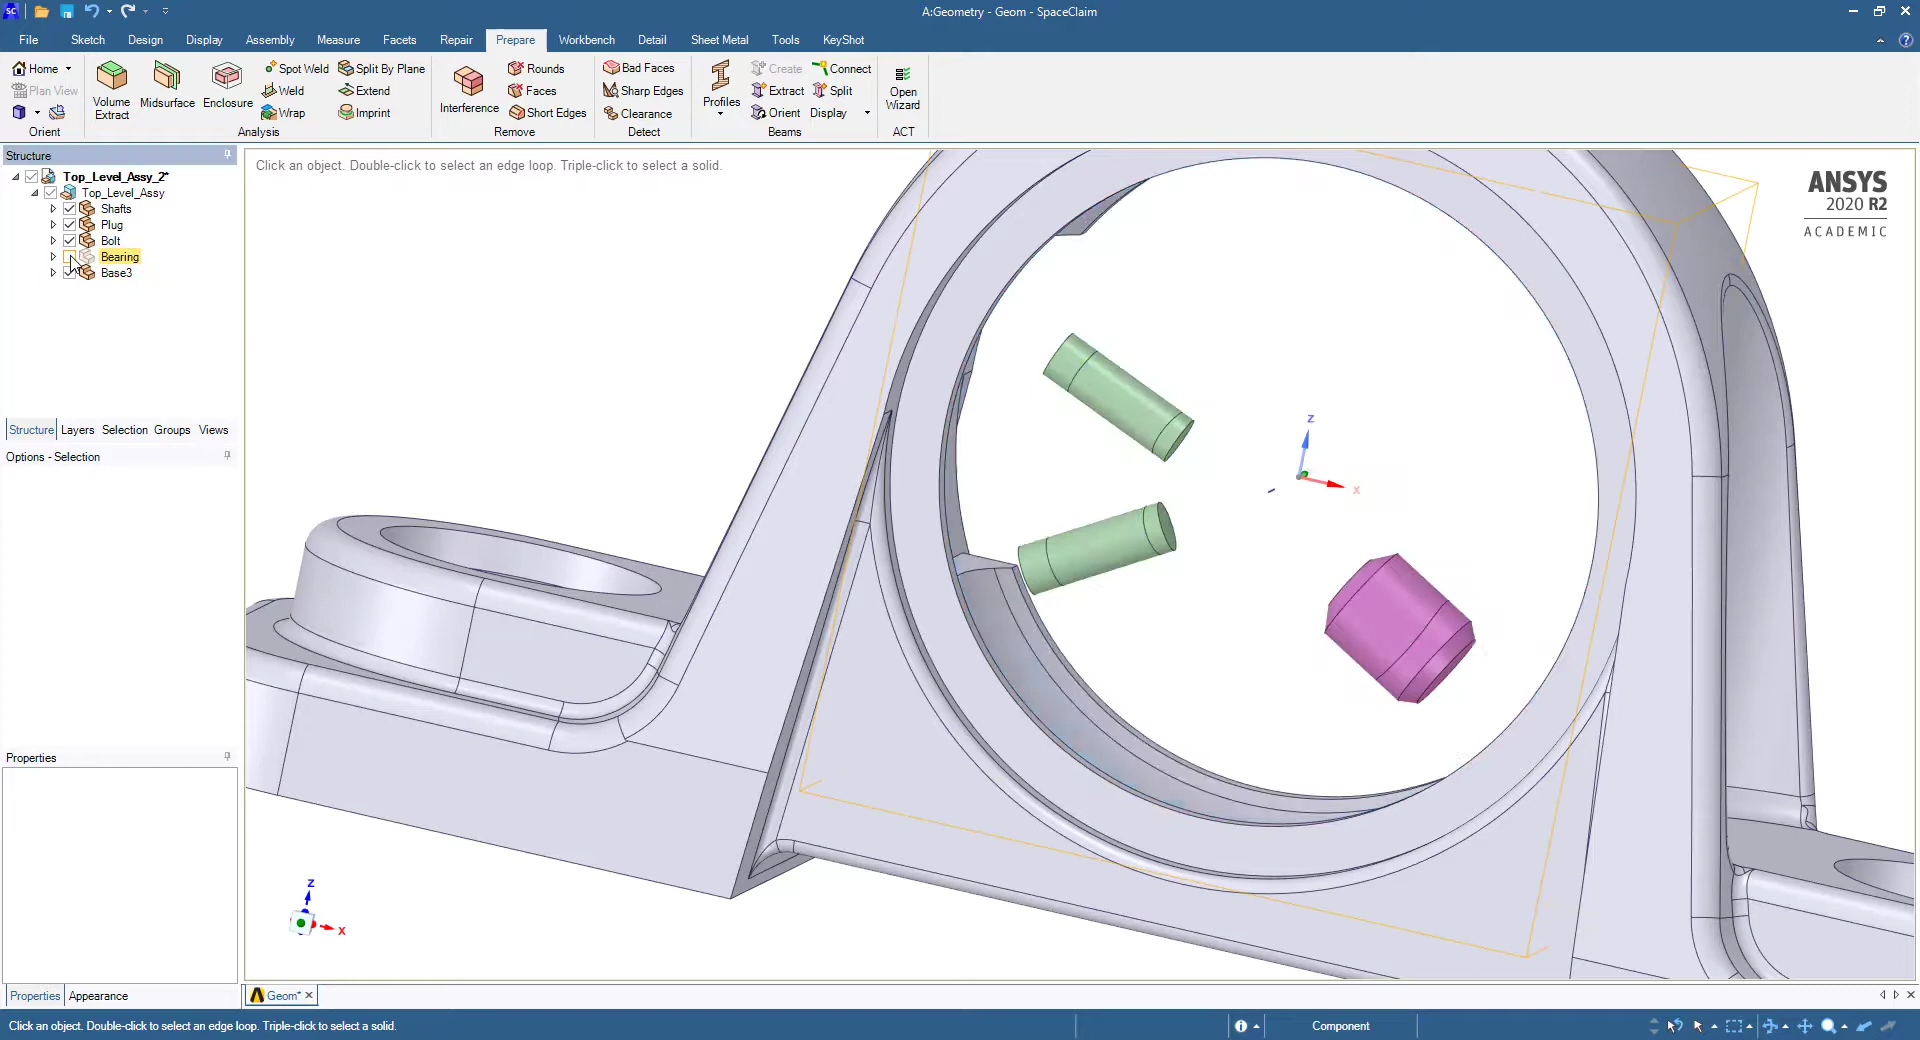 A:Geometry - Geom - SpaceClaim
File Sketch Design Display Assembly Measure Facets Repair Prepare Workbench Detail Sheet Metal Tools KeyShot
Home
Plan View
Orient
Volume Extract
Midsurface
Enclosure
Spot Weld
Weld
Wrap
Split By Plane
Extend
Imprint
Analysis
Interference
Rounds
Faces
Short Edges
Remove
Bad Faces
Sharp Edges
Clearance
Detect
Profiles
Create
Extract
Orient
Connect
Split
Display
Beams
Open Wizard
ACT
Structure
Top_Level_Assy_2*
Top_Level_Assy
Shafts
Plug
Bolt
Bearing
Base3
Structure Layers Selection Groups Views
Options - Selection
Properties
Properties Appearance
Click an object. Double-click to select an edge loop. Triple-click to select a solid.
ANSYS
2020 R2
ACADEMIC
Z
X
Z
X
Geom*
Click an object. Double-click to select an edge loop. Triple-click to select a solid.
Component